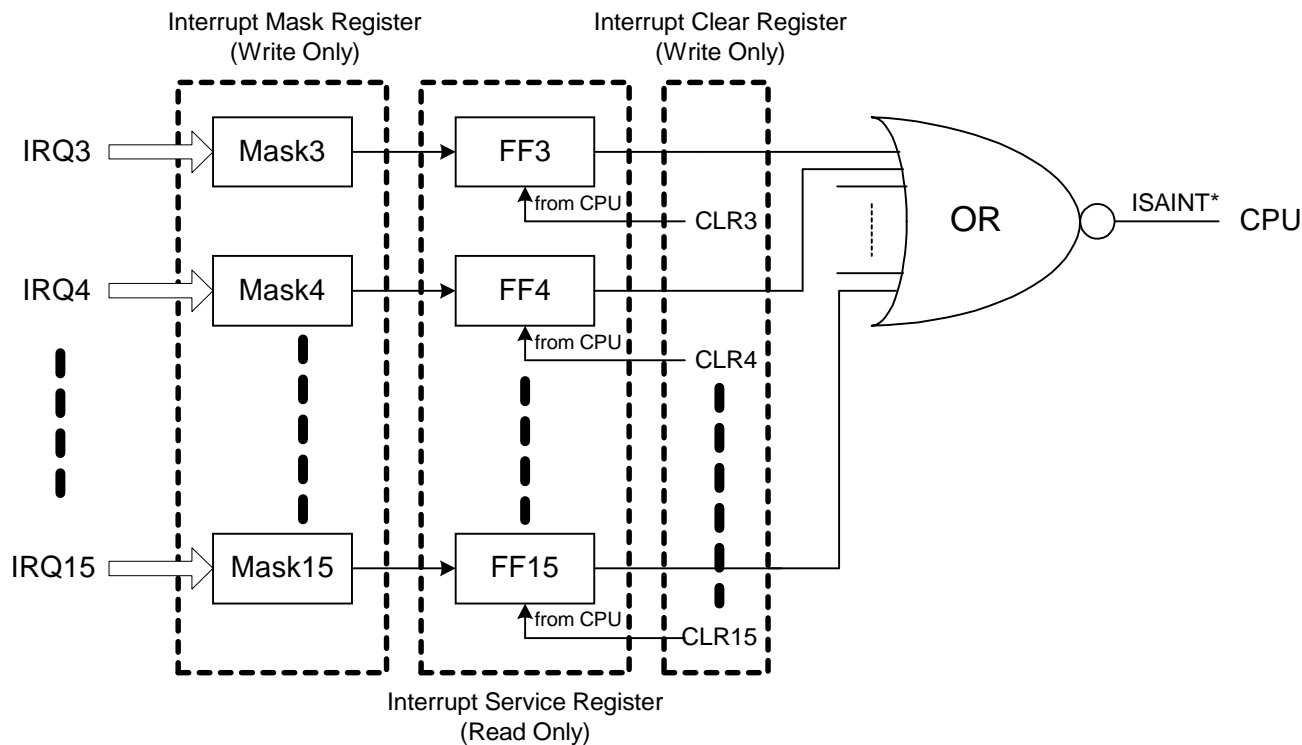 Interrupt Mask Register
(Write Only)
Interrupt Clear Register
(Write Only)
IRQ3
Mask3
FF3
from CPU
CLR3
OR
ISAINT*
CPU
IRQ4
Mask4
FF4
from CPU
CLR4
IRQ15
Mask15
FF15
from CPU
CLR15
Interrupt Service Register
(Read Only)